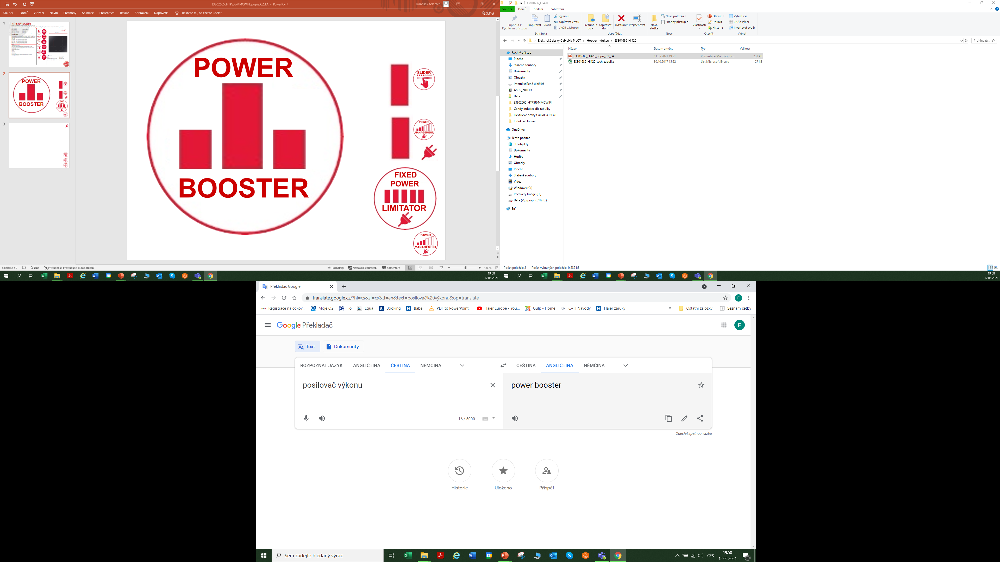 33802665_HTPSJ644MCWIFI_popis_CZ_FA - PowerPoint
František Adamec
Soubor Domů Vložení Návrh Přechody Animace Prezentace Revize Zobrazení Nápověda Řekněte mi, co chcete udělat
Sdílet
1
HTPSJ644MCWIFI
2
POWER
BOOSTER
3
POWER
BOOSTER
SLIDER
POWER
MANAGEMENT
FIXED
POWER
LIMITATOR
POWER
MANAGEMENT
Snímek 2 z 3 Čeština Přístupnost: Prostudujte si doporučení
Poznámky Nastavení zobrazení Komentáře 128 %
19:58
12.05.2021
33801686_HI420
Soubor Domů Sdílení Zobrazení
Připnout k Rychlému přístupu
Kopírovat
Vložit
Vyjmout
Kopírovat cestu
Vložit zástupce
Schránka
Přesunout do
Kopírovat do
Odstranit
Přejmenovat
Uspořádat
Nová složka
Nová položka
Snadný přístup
Nový
Vlastnosti
Otevřít
Upravit
Historie
Otevřít
Vybrat vše
Zrušit výběr
Invertovat výběr
Vybrat
Elektrické desky CaHoHa PILOT > Hoover Indukce > 33801686_HI420
Prohledat:...
Název Datum změny Typ Velikost
33801686_HI420_popis_CZ_FA 11.05.2021 19:21 Prezentace Microsoft P... 233 kB
33801686_HI420_tech_tabulka 30.10.2017 15:22 List Microsoft Excelu 27 kB
Rychlý přístup
Plocha
Stažené soubory
Dokumenty
Obrázky
Interní sdílené úložiště
ASUS_Z01HD
Data
33802665_HTPSJ644MCWIFI
Candy Indukce dle tabulky
Elektrické desky CaHoHa PILOT
Indukce Hoover
OneDrive
Tento počítač
3D objekty
Dokumenty
Hudba
Obrázky
Plocha
Stažené soubory
Videa
Windows (C:)
Recovery Image (D:)
Data (\\czprapfis01l) (L:)
Síť
Počet položek: 2 Počet vybraných položek: 1; 232 kB
19:58
12.05.2021
Překladač Google
translate.google.cz/?hl=cs&sl=cs&tl=en&text=posilovač%20výkonu&op=translate
F
Registrace na očkov... Moje O2 Fio Equa Booking Babel PDF to PowerPoint... Haier Europe - You... Gulp - Home C+H Návody Haier záruky » Ostatní záložky Seznam četby
Google Překladač
F
Text Dokumenty
ROZPOZNAT JAZYK ANGLIČTINA ČEŠTINA NĚMČINA ČEŠTINA ANGLIČTINA NĚMČINA
posilovač výkonu
power booster
16 / 5000
Odeslat zpětnou vazbu
Historie Uloženo Přispět
Sem zadejte hledaný výraz
CES
19:58
12.05.2021
19